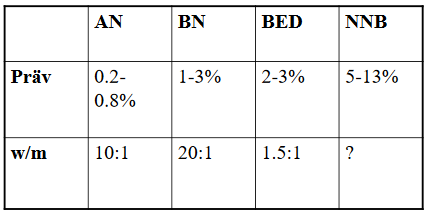 AN BN BED NNB
Präv 0.2-0.8% 1-3% 2-3% 5-13%
w/m 10:1 20:1 1.5:1 ?